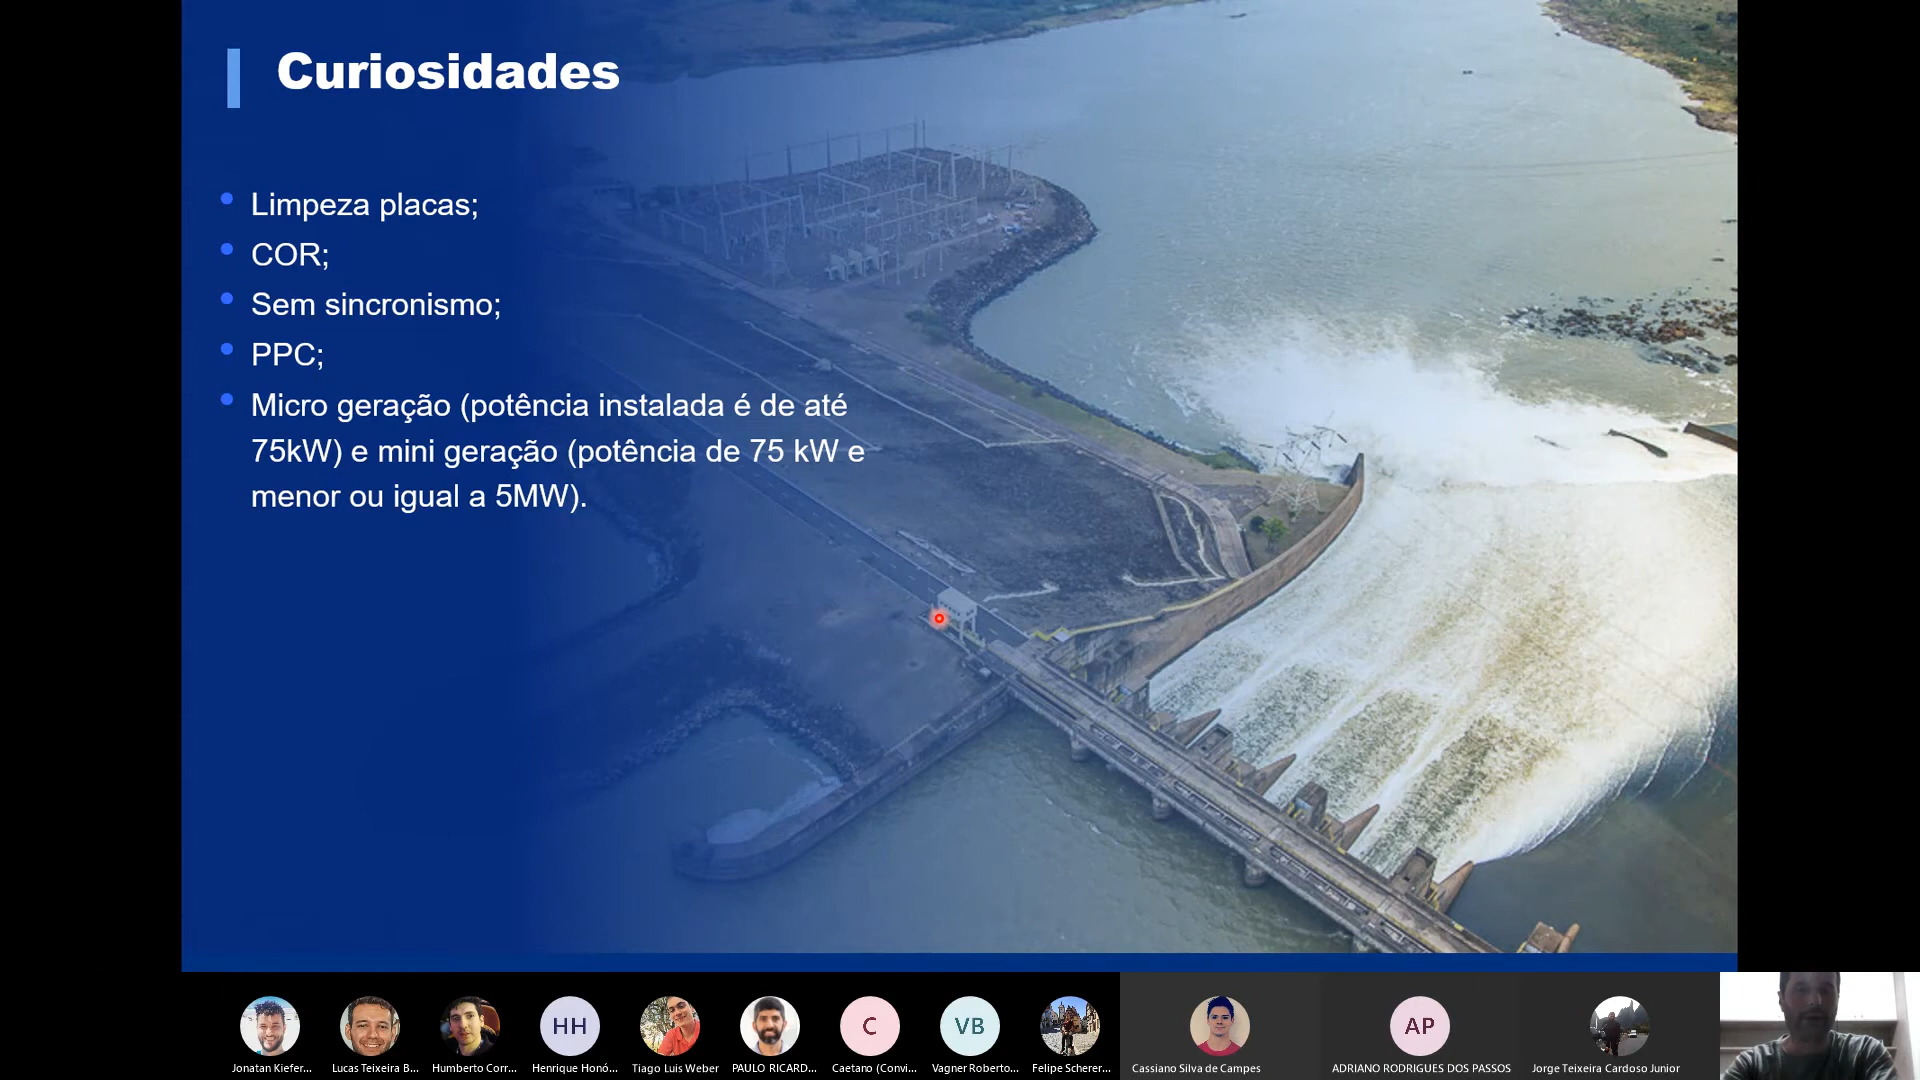 Curiosidades
Limpeza placas;
COR;
Sem sincronismo;
PPC;
Micro geração (potência instalada é de até
75kW) e mini geração (potência de 75 kW e
menor ou igual a 5MW).
HH
C
VB
AP
Jonatan Kiefer...
Lucas Teixeira B...
Humberto Corr...
Henrique Honó...
Tiago Luis Weber
PAULO RICARD...
Caetano (Convi...
Vagner Roberto...
Felipe Scherer...
Cassiano Silva de Campes
ADRIANO RODRIGUES DOS PASSOS
Jorge Teixeira Cardoso Junior